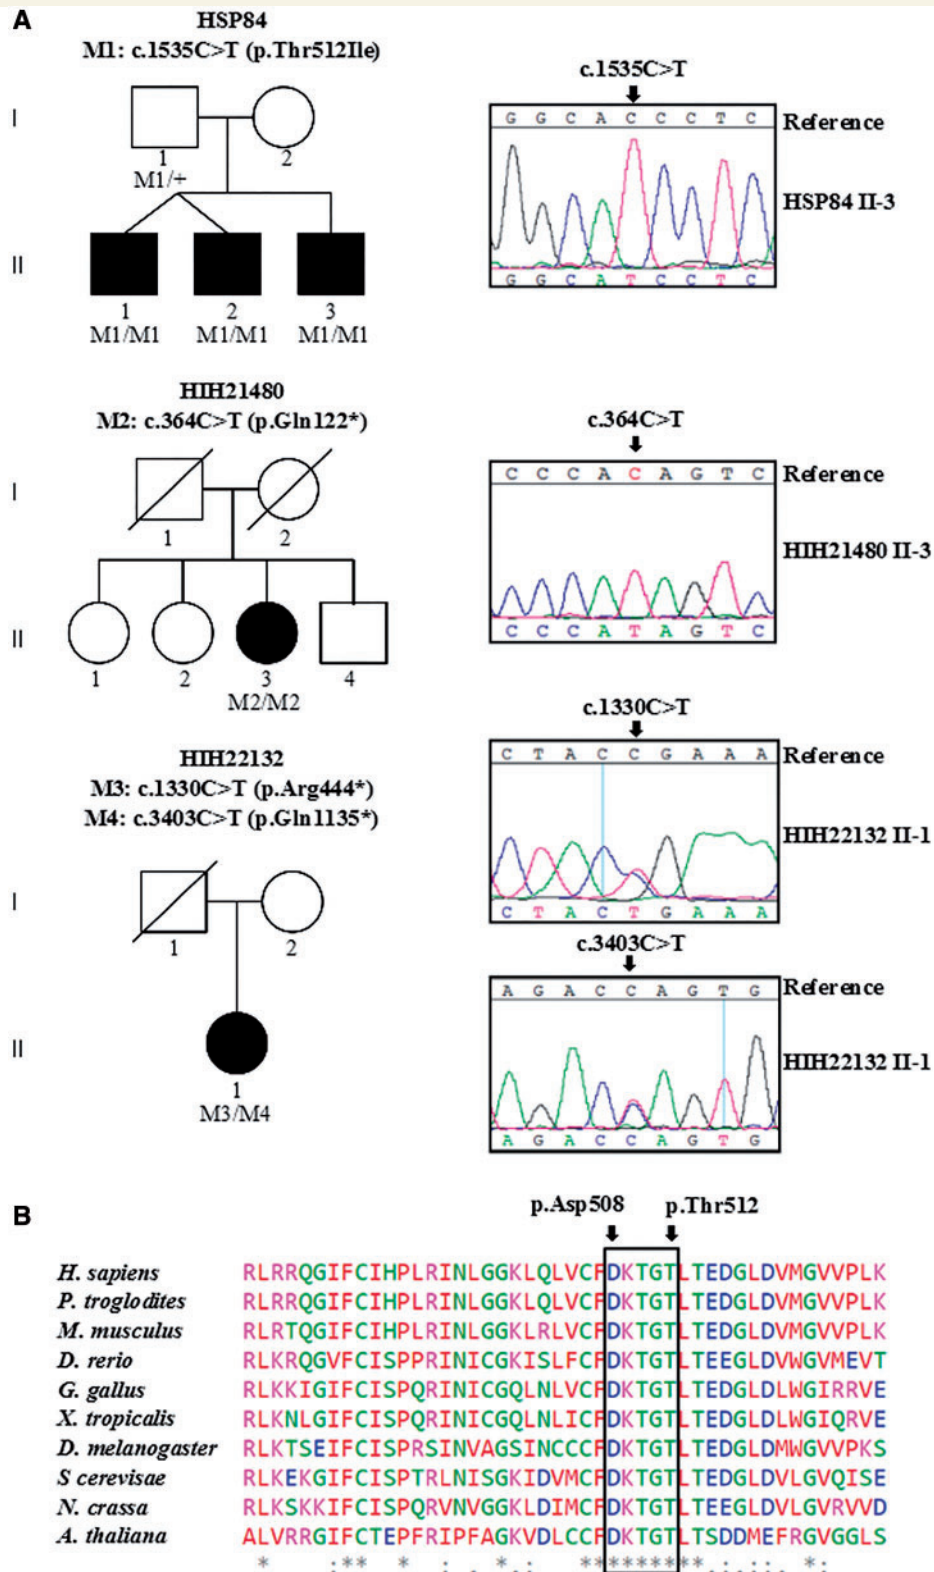 A
HSP84
M1: c.1535C>T (p.Thr512Ile)
I
1
2
M1/+
II
1
2
3
M1/M1
M1/M1
M1/M1
c.1535C>T
G G C A C C C T C
Reference
HSP84 II-3
G G C A T C C T C
HIH21480
M2: c.364C>T (p.Gln122*)
I
1
2
II
1
2
3
4
M2/M2
c.364C>T
C C C A C A G T C
Reference
HIH21480 II-3
C C C A T A G T C
HIH22132
M3: c.1330C>T (p.Arg444*)
M4: c.3403C>T (p.Gln1135*)
I
1
2
II
1
M3/M4
c.1330C>T
C T A C C G A A A
Reference
HIH22132 II-1
C T A C T G A A A
c.3403C>T
A G A C C A G T G
Reference
HIH22132 II-1
A G A C C A G T G
B
p.Asp508 p.Thr512
H. sapiens RLRRQGIFCIHPLRINLGGKLQLVCFDKTGTLTEDGLDVMGVVPLK
P. troglodites RLRRQGIFCIHPLRINLGGKLQLVCFDKTGTLTEDGLDVMGVVPLK
M. musculus RLRTQGIFCIHPLRINLGGKLRLVCFDKTGTLTEDGLDVMGVVPLK
D. rerio RLKRQGVFCISPPRINICGKISLFCFDKTGTLTEEGLDVWGVMEVT
G. gallus RLKKIGIFCISPQRINICGQLNLVCFDKTGTLTEDGLDLWGIRRVE
X. tropicalis RLKNLGIFCISPQRINICGQLNLICFDKTGTLTEDGLDLWGIQRVE
D. melanogaster RLKTSEIFCISPRSINVAGSINCCCFDKTGTLTEDGLDMWGVVPKS
S cerevisae RLKEKGIFCISPTRLNISGKIDVMCFDKTGTLTEDGLDVLGVQISE
N. crassa RLKSKKIFCISPQRVNVGGKLDIMCFDKTGTLTEEGLDVLGVRVVD
A. thaliana ALVRRGIFCTEPFRIPFAGKVDLCCFDKTGTLTSDDMEFRGVGGLS